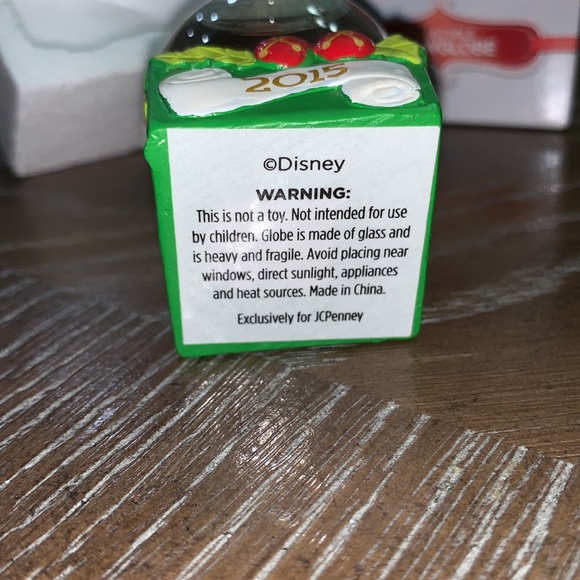 GLOBE
2015
©Disney
WARNING:
This is not a toy. Not intended for use
by children. Globe is made of glass and
is heavy and fragile. Avoid placing near
windows, direct sunlight, appliances
and heat sources. Made in China.
Exclusively for JCPenney